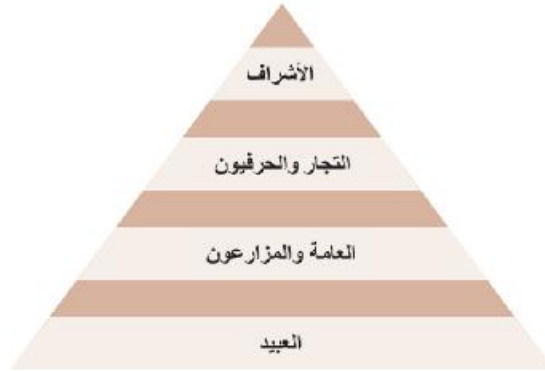 الأشراف
التجار والحرفيون
العامة والمزارعون
العبيد